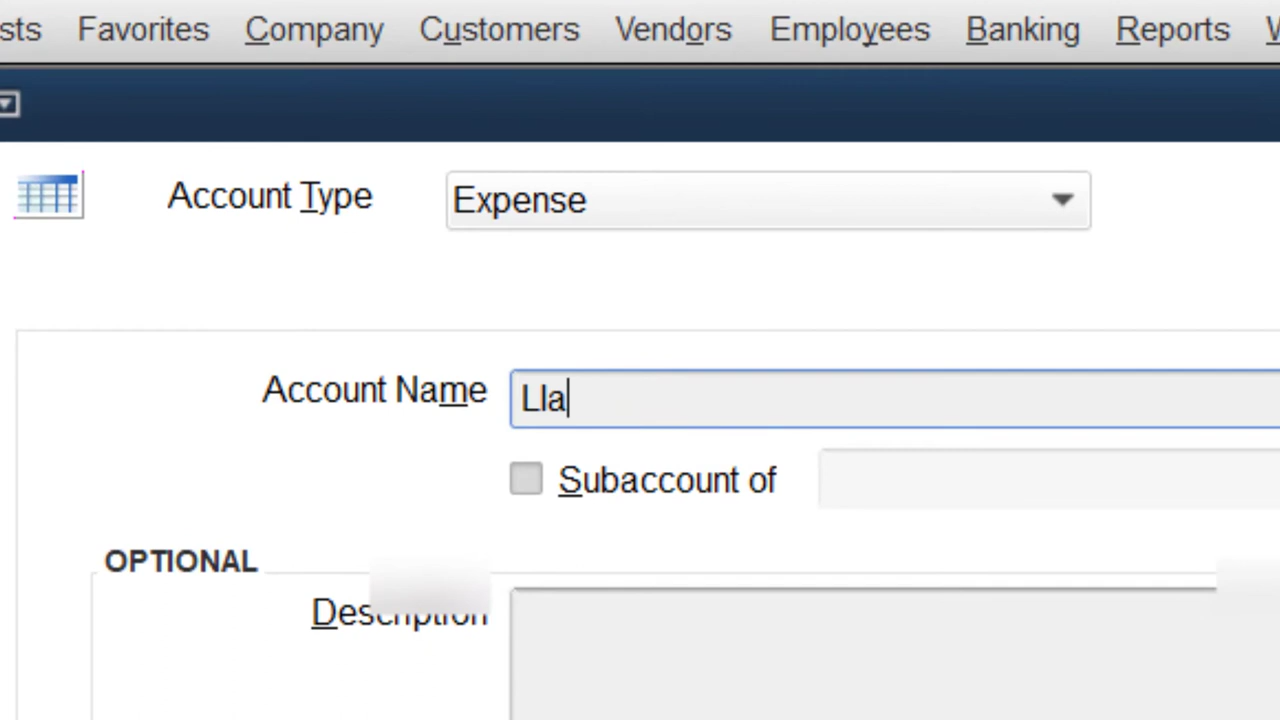 sts Favorites Company Customers Vendors Employees Banking Reports
Account Type Expense
Account Name Lla
Subaccount of
OPTIONAL
Description